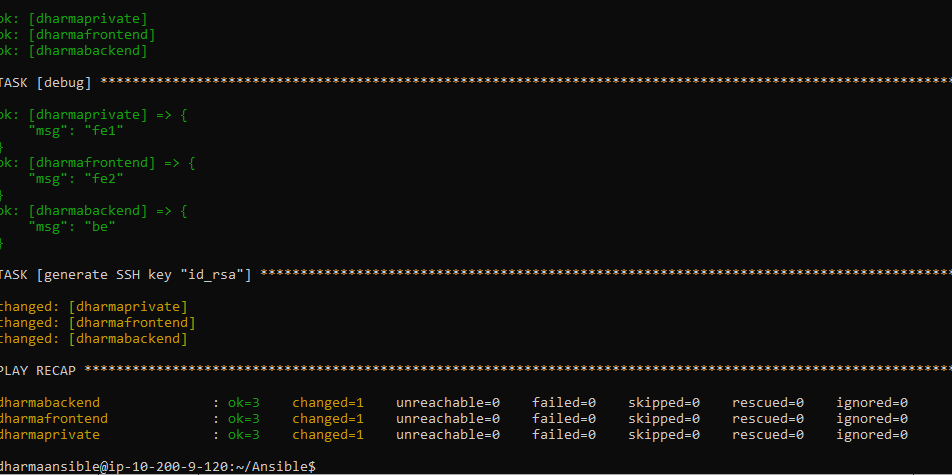 ok: [dharmaprivate]
ok: [dharmafrontend]
ok: [dharmabackend]
TASK [debug] ***********************************************************************************************************
ok: [dharmaprivate] => {
    "msg": "fe1"
}
ok: [dharmafrontend] => {
    "msg": "fe2"
}
ok: [dharmabackend] => {
    "msg": "be"
}
TASK [generate SSH key "id_rsa"] ***************************************************************************************
changed: [dharmaprivate]
changed: [dharmafrontend]
changed: [dharmabackend]
PLAY RECAP *************************************************************************************************************
dharmabackend              : ok=3    changed=1    unreachable=0    failed=0    skipped=0    rescued=0    ignored=0
dharmafrontend             : ok=3    changed=1    unreachable=0    failed=0    skipped=0    rescued=0    ignored=0
dharmaprivate              : ok=3    changed=1    unreachable=0    failed=0    skipped=0    rescued=0    ignored=0
dharmaansible@ip-10-200-9-120:~/Ansible$